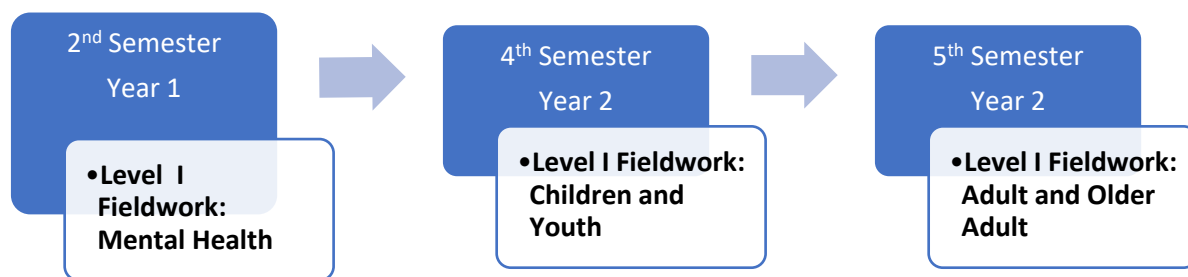 2nd Semester
Year 1
•Level I
Fieldwork:
Mental Health
4th Semester
Year 2
•Level I Fieldwork:
Children and
Youth
5th Semester
Year 2
•Level I Fieldwork:
Adult and Older
Adult